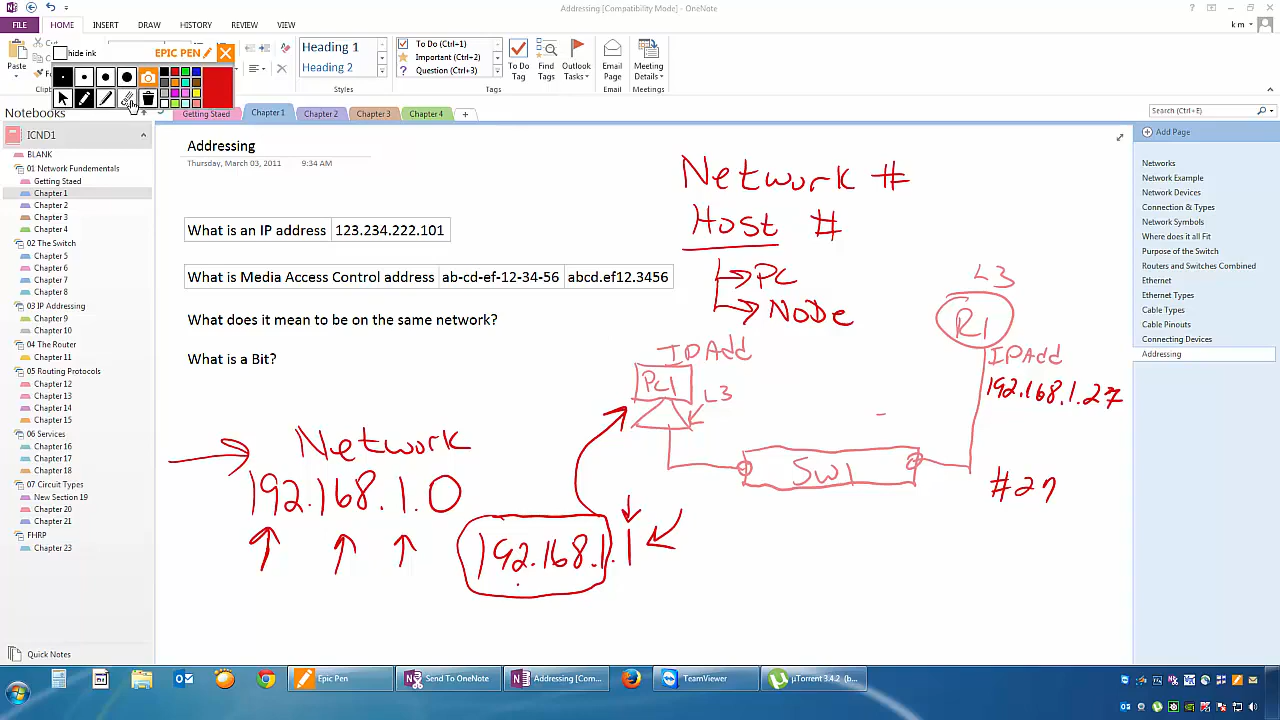 Addressing [Compatibility Mode] - OneNote
FILE HOME INSERT DRAW HISTORY REVIEW VIEW
k m
Cut
hide ink EPIC PEN
Paste
Heading 1
Heading 2
To Do (Ctrl+1)
Important (Ctrl+2)
Question (Ctrl+3)
To Do Tag
Find Tags
Outlook Tasks
Email Page
Meeting Details
Styles Tags Email Meetings
Notebooks
Getting Staed Chapter 1 Chapter 2 Chapter 3 Chapter 4 +
Search (Ctrl+E)
ICND1
BLANK
01 Network Fundamentals
Getting Staed
Chapter 1
Chapter 2
Chapter 3
Chapter 4
02 The Switch
Chapter 5
Chapter 6
Chapter 7
Chapter 8
03 IP Addressing
Chapter 9
Chapter 10
04 The Router
Chapter 11
05 Routing Protocols
Chapter 12
Chapter 13
Chapter 14
Chapter 15
06 Services
Chapter 16
Chapter 17
Chapter 18
07 Circuit Types
New Section 19
Chapter 20
Chapter 21
FHRP
Chapter 23
Quick Notes
Addressing
Thursday, March 03, 2011 9:34 AM
What is an IP address 123.234.222.101
What is Media Access Control address ab-cd-ef-12-34-56 abcd.ef12.3456
What does it mean to be on the same network?
What is a Bit?
Network #
Host #
PC
NODe
L3
R1
IPAdd
192.168.1.27
IPAdd
PC1
L3
SW1
#27
Network
192.168.1.0
192.168.1.1
Add Page
Networks
Network Example
Network Devices
Connection & Types
Network Symbols
Where does it all Fit
Purpose of the Switch
Routers and Switches Combined
Ethernet
Ethernet Types
Cable Types
Cable Pinouts
Connecting Devices
Addressing
Epic Pen
Send To OneNote
Addressing [Com...
TeamViewer
µTorrent 3.4.2 (b...